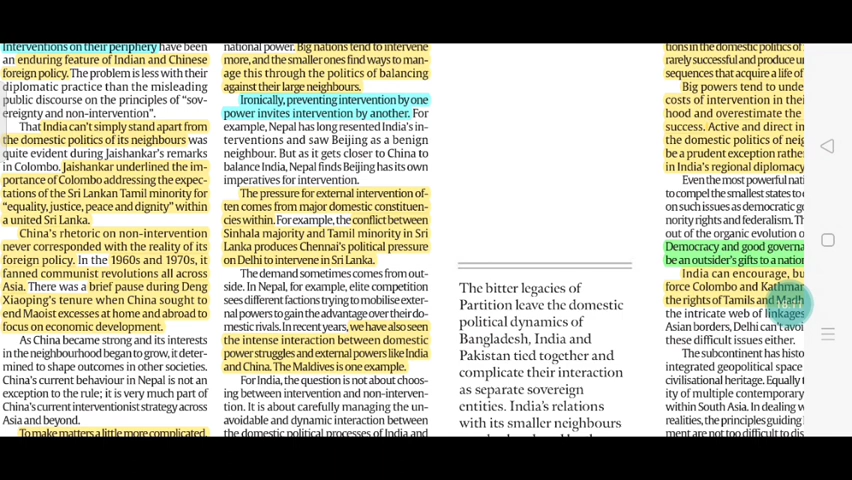 Interventions on their periphery have been
an enduring feature of Indian and Chinese
foreign policy. The problem is less with their
diplomatic practice than the misleading
public discourse on the principles of “sov-
ereignty and non-intervention”.
That India can't simply stand apart from
the domestic politics of its neighbours was
quite evident during Jaishankar's remarks
in Colombo. Jaishankar underlined the im-
portance of Colombo addressing the expec-
tations of the Sri Lankan Tamil minority for
“equality, justice, peace and dignity” within
a united Sri Lanka.
China's rhetoric on non-intervention
never corresponded with the reality of its
foreign policy. In the 1960s and 1970s, it
fanned communist revolutions all across
Asia. There was a brief pause during Deng
Xiaoping's tenure when China sought to
end Maoist excesses at home and abroad to
focus on economic development.
As China became strong and its interests
in the neighbourhood began to grow, it deter-
mined to shape outcomes in other societies.
China's current behaviour in Nepal is not an
exception to the rule; it is very much part of
China's current interventionist strategy across
Asia and beyond.
To make matters a little more complicated,
national power. Big nations tend to intervene
more, and the smaller ones find ways to man-
age this through the politics of balancing
against their large neighbours.
Ironically, preventing intervention by one
power invites intervention by another. For
example, Nepal has long resented India's in-
terventions and saw Beijing as a benign
neighbour. But as it gets closer to China to
balance India, Nepal finds Beijing has its own
imperatives for intervention.
The pressure for external intervention of-
ten comes from major domestic constituen-
cies within. For example, the conflict between
Sinhala majority and Tamil minority in Sri
Lanka produces Chennai's political pressure
on Delhi to intervene in Sri Lanka.
The demand sometimes comes from out-
side. In Nepal, for example, elite competition
sees different factions trying to mobilise exter-
nal powers to gain the advantage over their do-
mestic rivals. In recent years, we have also seen
the intense interaction between domestic
power struggles and external powers like India
and China. The Maldives is one example.
For India, the question is not about choos-
ing between intervention and non-interven-
tion. It is about carefully managing the un-
avoidable and dynamic interaction between
the domestic political processes of India and
The bitter legacies of
Partition leave the domestic
political dynamics of
Bangladesh, India and
Pakistan tied together and
complicate their interaction
as separate sovereign
entities. India's relations
with its smaller neighbours
tions in the domestic politics of
rarely successful and produce
sequences that acquire a life of
Big powers tend to
costs of intervention in
hood and overestimate the
success. Active and direct
the domestic politics of
be a prudent exception
in India's regional diplomacy
Even the most powerful
to compel the smallest states to
on such issues as democratic
nority rights and federalism.
out of the organic evolution
Democracy and good
be an outsider's gifts to a
India can encourage,
force Colombo and
the rights of Tamils and
the intricate web of linkages
Asian borders, Delhi can't
these difficult issues either.
The subcontinent has
integrated geopolitical space
civilisational heritage. Equally
ity of multiple contemporary
within South Asia. In dealing
realities, the principles guiding
ment are not too difficult to